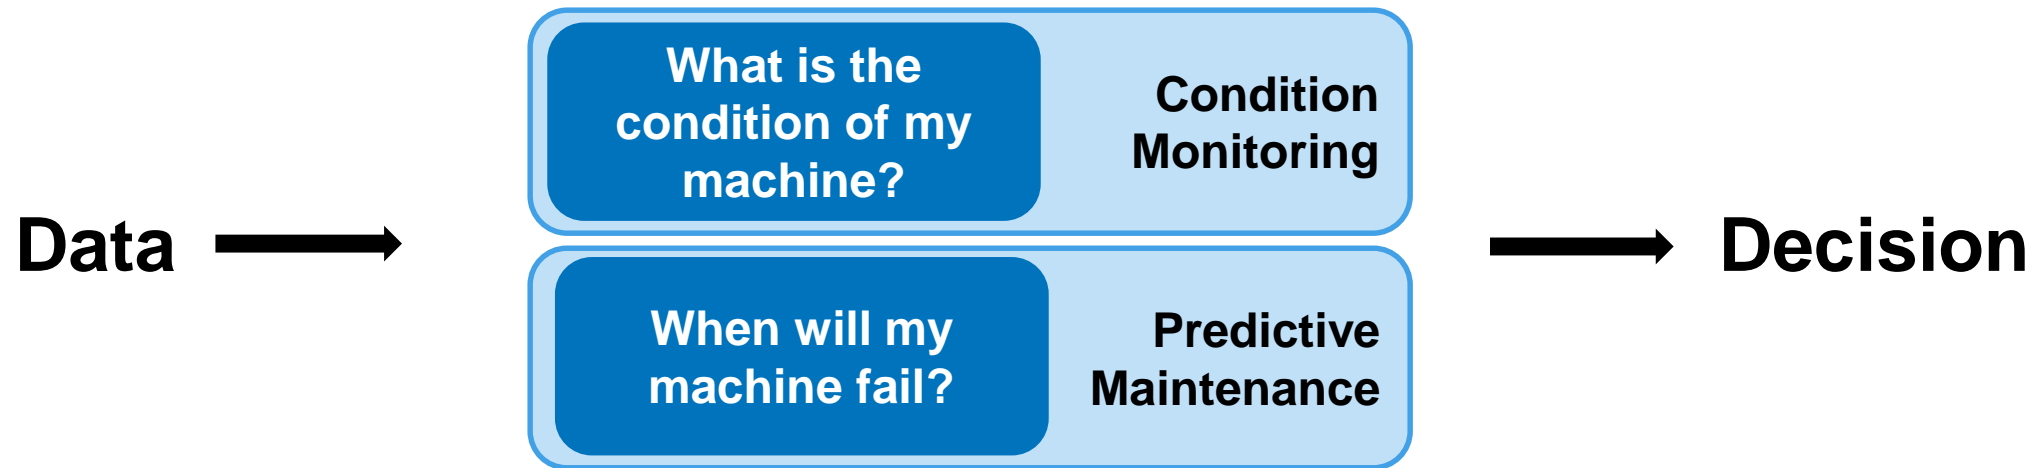 Data
What is the
condition of my
machine?
Condition
Monitoring
When will my
machine fail?
Predictive
Maintenance
Decision